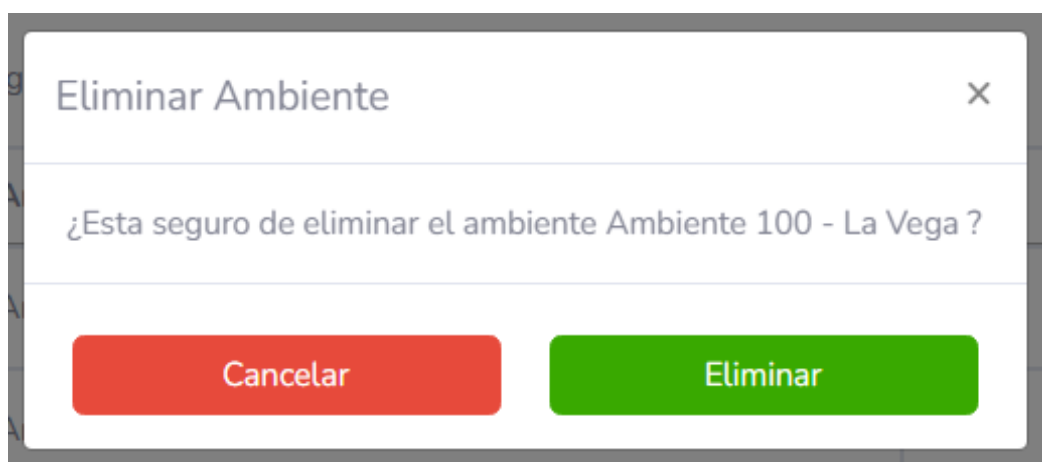 Eliminar Ambiente
×
¿Esta seguro de eliminar el ambiente Ambiente 100 - La Vega ?
Cancelar
Eliminar